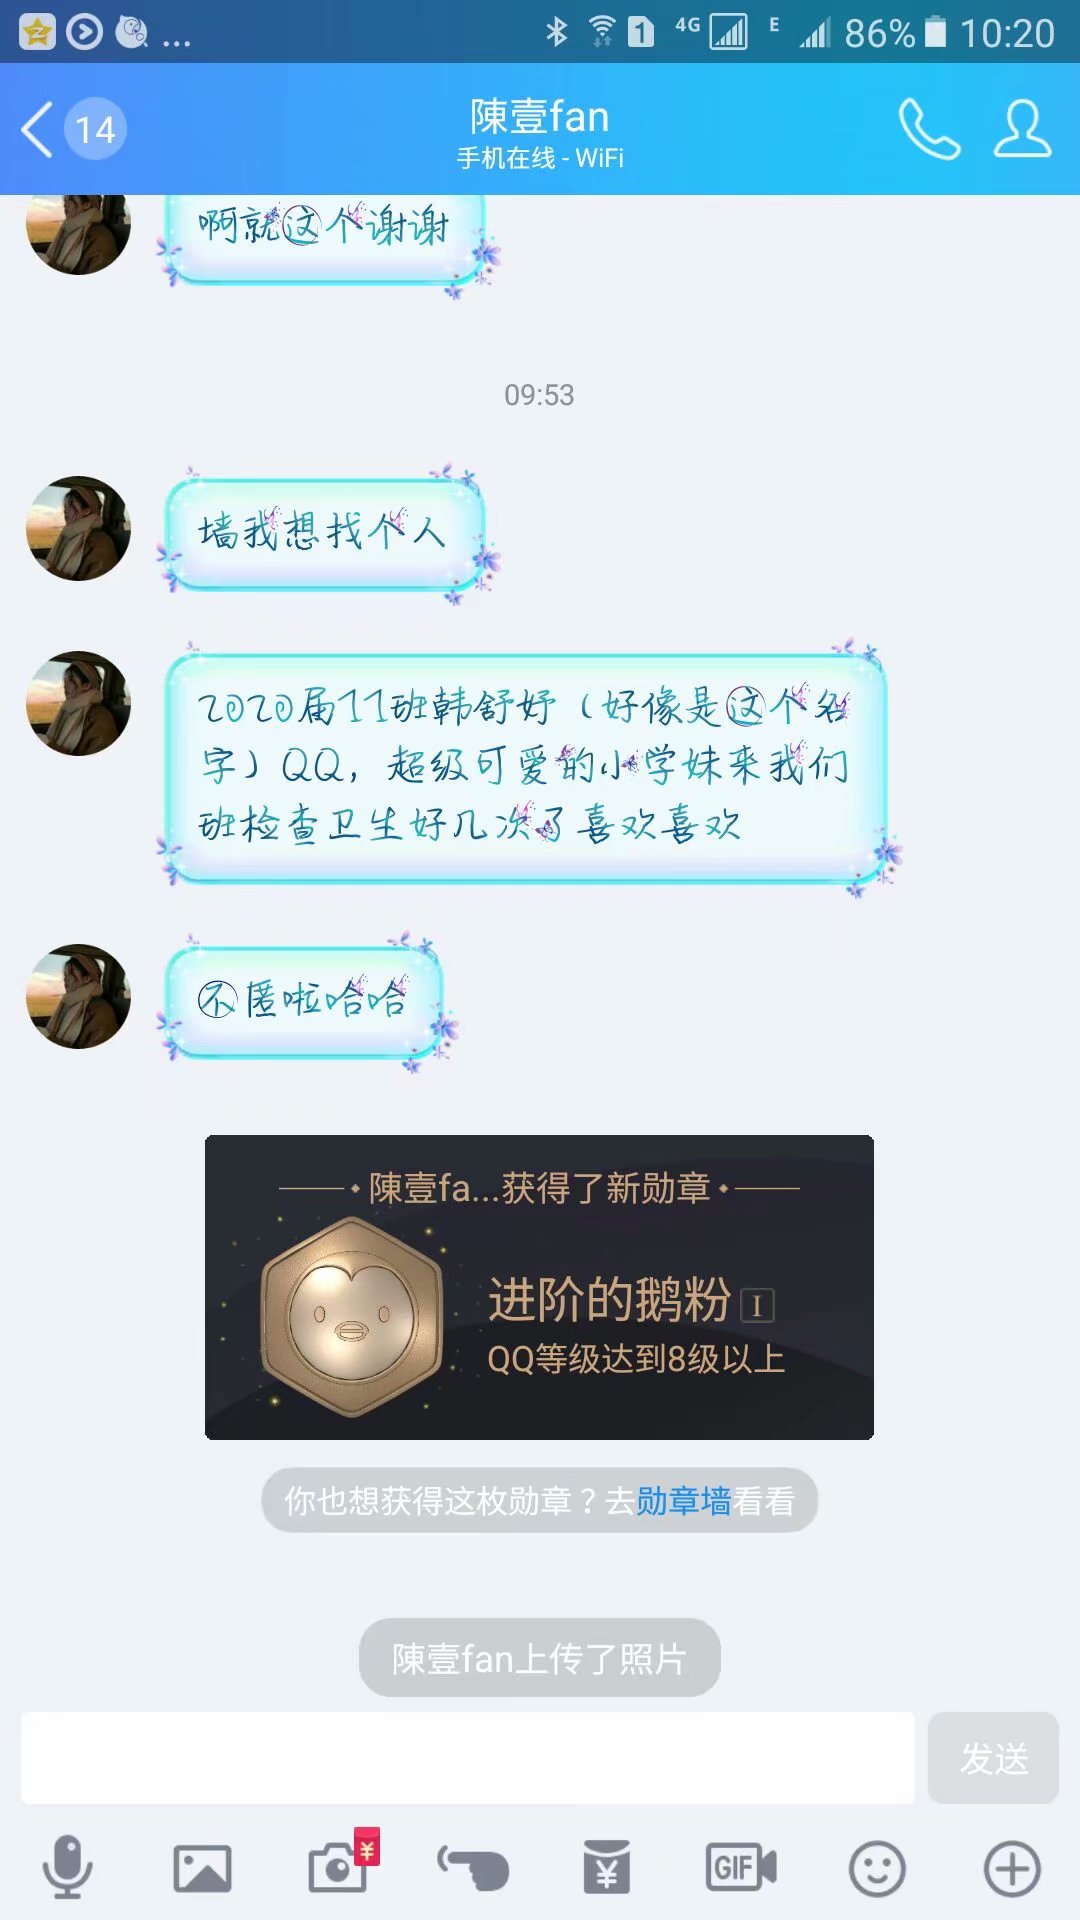 ... 1 4G E 86% 10:20
14
陳壹fan
手机在线 - WiFi
啊就这个谢谢
09:53
墙我想找个人
2020届11班韩舒妤（好像是这个名
字）QQ，超级可爱的小学妹来我们
班检查卫生好几次了喜欢喜欢
不匿啦哈哈
陳壹fa...获得了新勋章
进阶的鹅粉 I
QQ等级达到8级以上
你也想获得这枚勋章？去勋章墙看看
陳壹fan上传了照片
发送
¥
¥
GIF